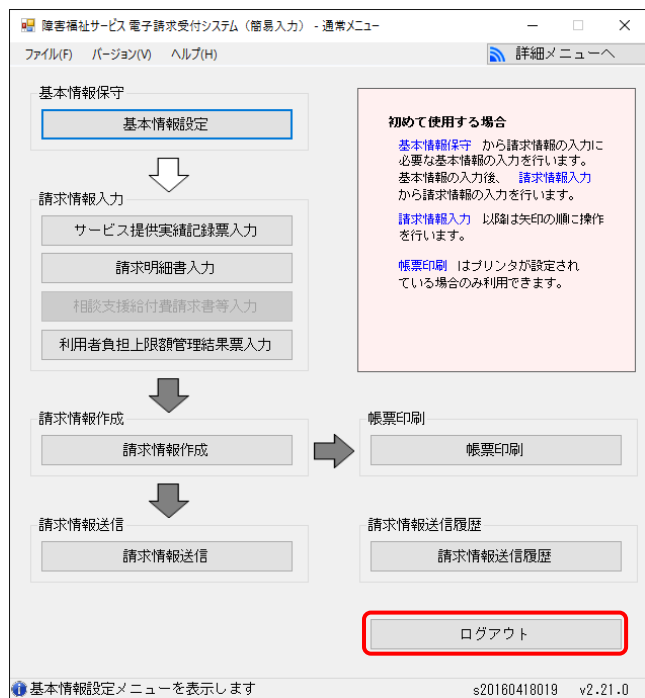 障害福祉サービス 電子請求受付システム（簡易入力） - 通常メニュー
ファイル(F) バージョン(V) ヘルプ(H)
詳細メニューへ
基本情報保守
基本情報設定
請求情報入力
サービス提供実績記録票入力
請求明細書入力
相談支援給付費請求書等入力
利用者負担上限額管理結果票入力
初めて使用する場合
基本情報保守 から請求情報の入力に
必要な基本情報の入力を行います。
基本情報の入力後、 請求情報入力
から請求情報の入力を行います。
請求情報入力 以降は矢印の順に操作
を行います。
帳票印刷 はプリンタが設定され
ている場合のみ利用できます。
請求情報作成
請求情報作成
帳票印刷
帳票印刷
請求情報送信
請求情報送信
請求情報送信履歴
請求情報送信履歴
ログアウト
基本情報設定メニューを表示します
s20160418019 v2.21.0